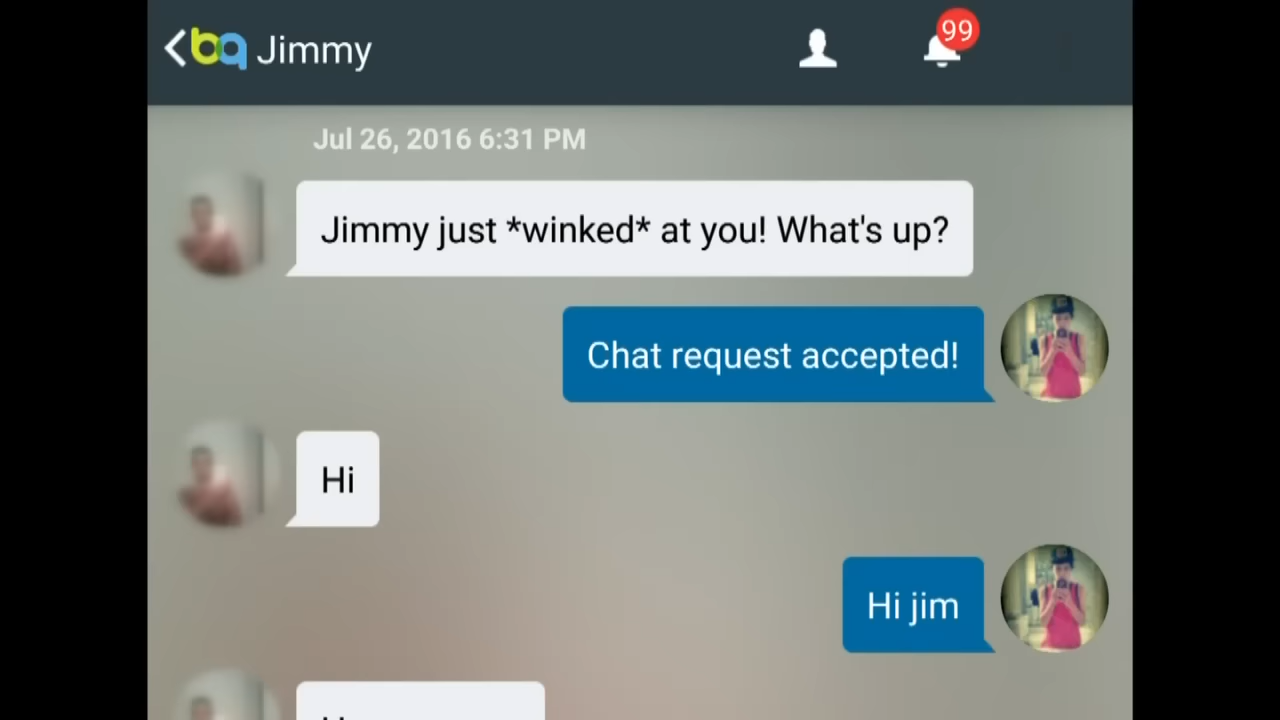 bq Jimmy
99
Jul 26, 2016 6:31 PM
Jimmy just *winked* at you! What's up?
Chat request accepted!
Hi
Hi jim